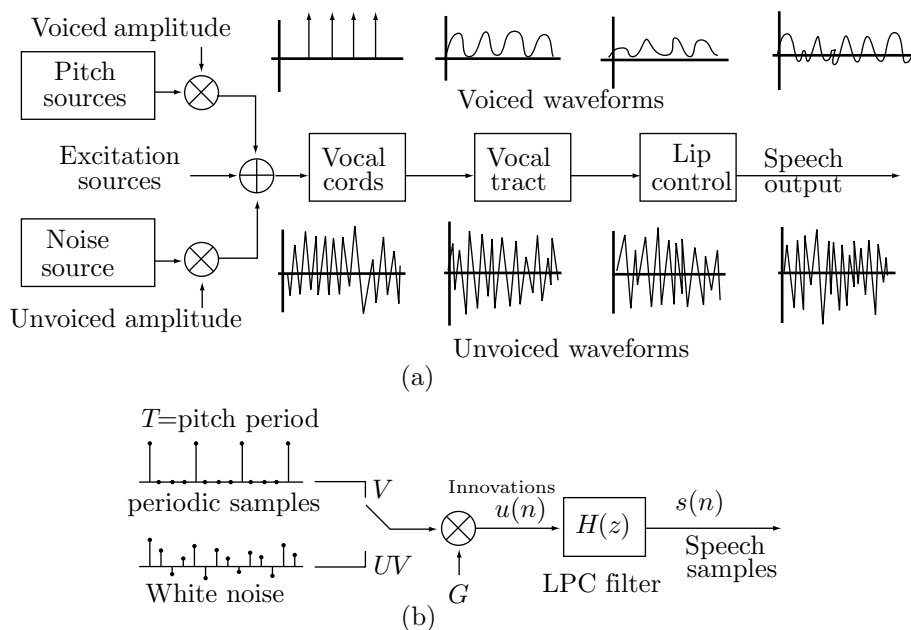 Voiced amplitude
Pitch
sources
Voiced waveforms
Excitation
sources
Vocal
cords
Vocal
tract
Lip
control
Speech
output
Noise
source
Unvoiced amplitude
Unvoiced waveforms
(a)
T=pitch period
periodic samples
V
Innovations
u(n)
H(z)
s(n)
Speech
samples
UV
White noise
G
LPC filter
(b)